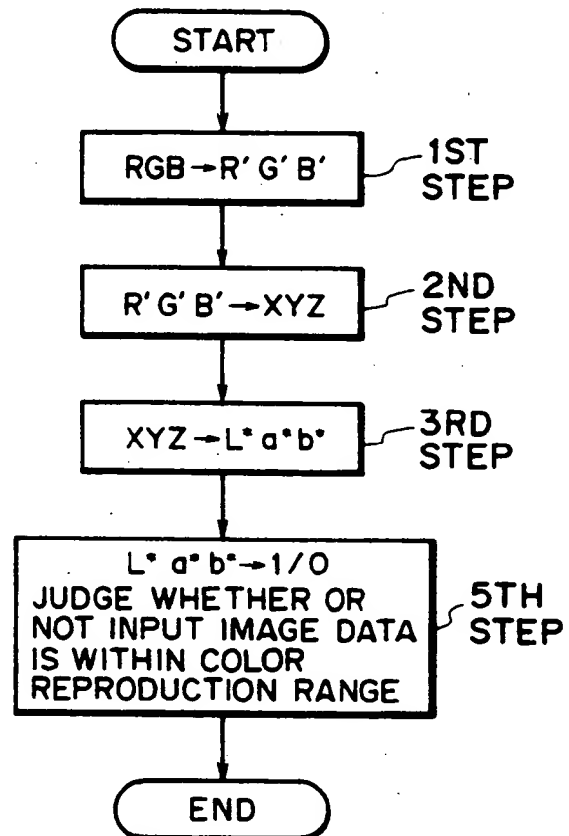 START
RGB→R' G' B'
1ST
STEP
R' G' B'→XYZ
2ND
STEP
XYZ→L* a* b*
3RD
STEP
L* a* b*→1/0
JUDGE WHETHER OR
NOT INPUT IMAGE DATA
IS WITHIN COLOR
REPRODUCTION RANGE
5TH
STEP
END